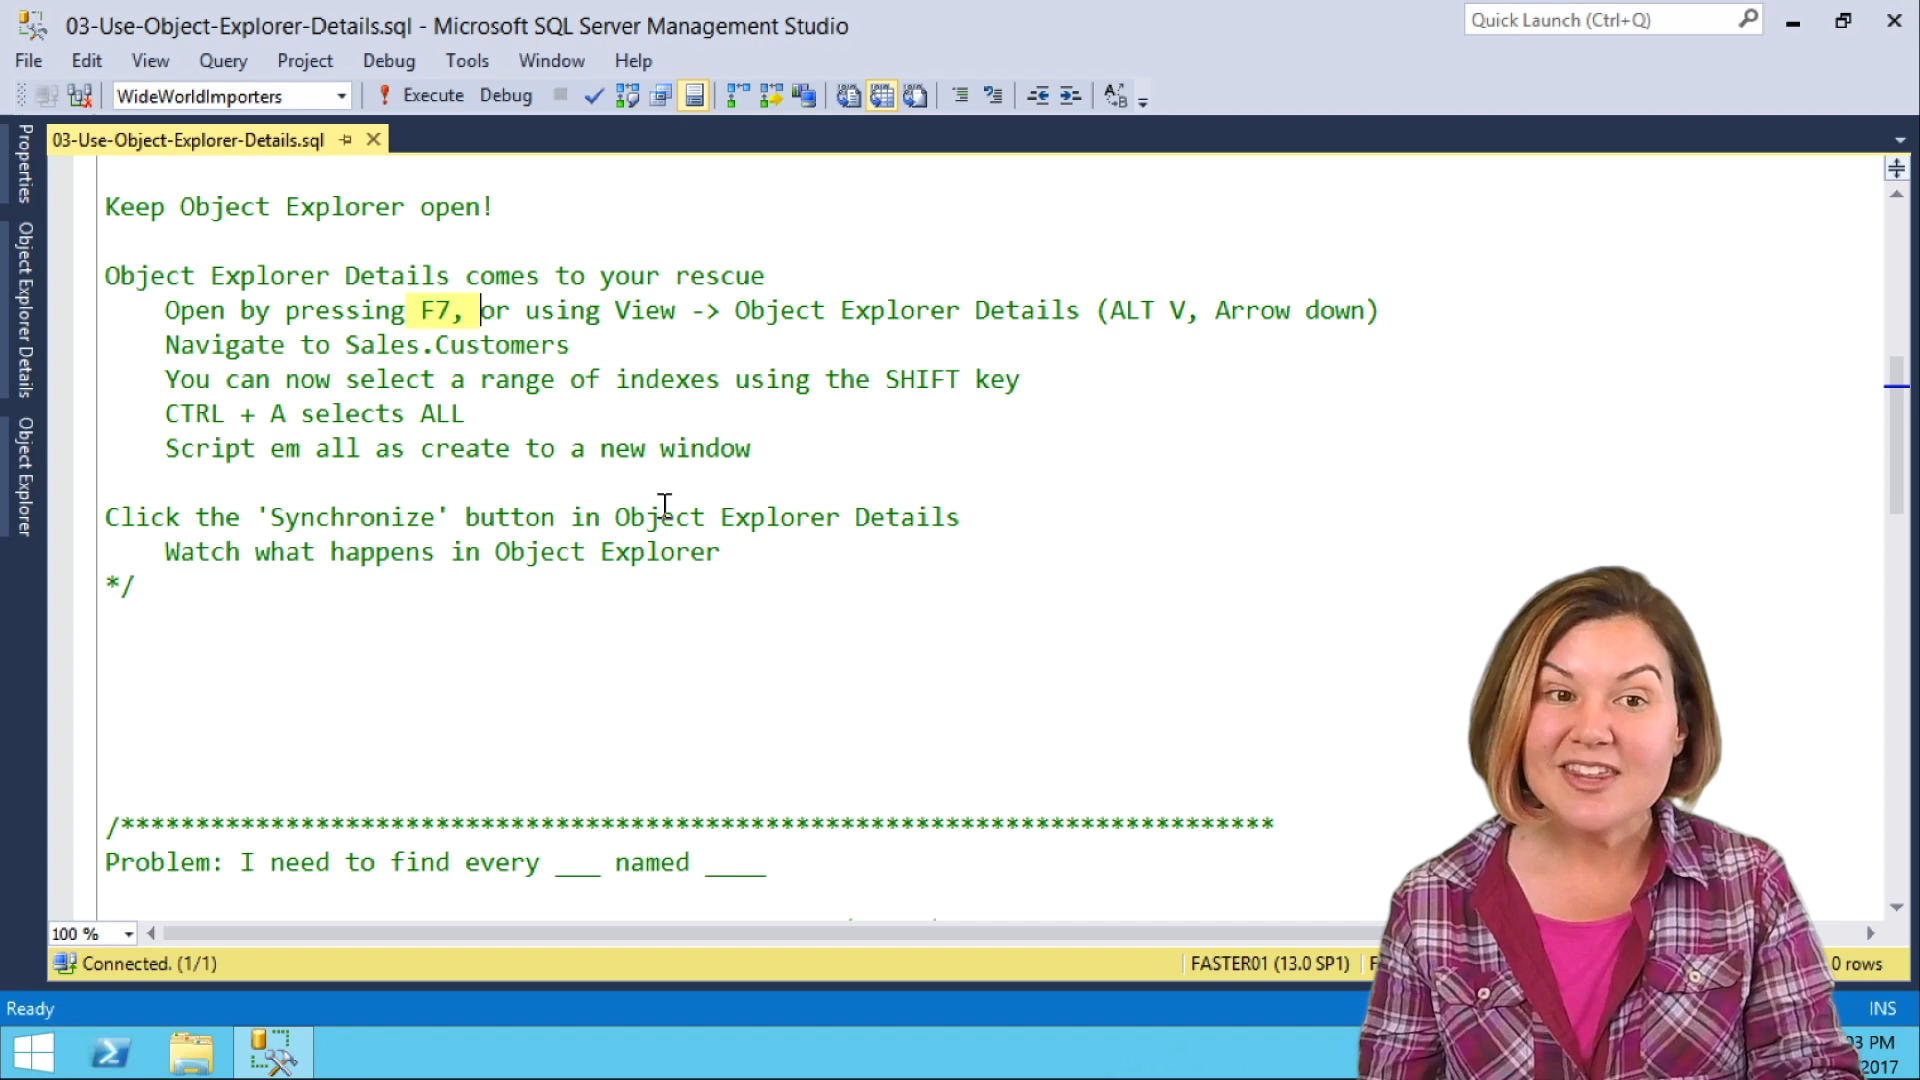 03-Use-Object-Explorer-Details.sql - Microsoft SQL Server Management Studio
Quick Launch (Ctrl+Q)
File Edit View Query Project Debug Tools Window Help
WideWorldImporters Execute Debug
03-Use-Object-Explorer-Details.sql
Properties
Object Explorer Details
Object Explorer
Keep Object Explorer open!
Object Explorer Details comes to your rescue
Open by pressing F7, or using View -> Object Explorer Details (ALT V, Arrow down)
Navigate to Sales.Customers
You can now select a range of indexes using the SHIFT key
CTRL + A selects ALL
Script em all as create to a new window
Click the 'Synchronize' button in Object Explorer Details
Watch what happens in Object Explorer
*/
/*****************************************************************************
Problem: I need to find every ___ named ____
100 %
Connected. (1/1) FASTER01 (13.0 SP1) 0 rows
Ready INS
03 PM
2017